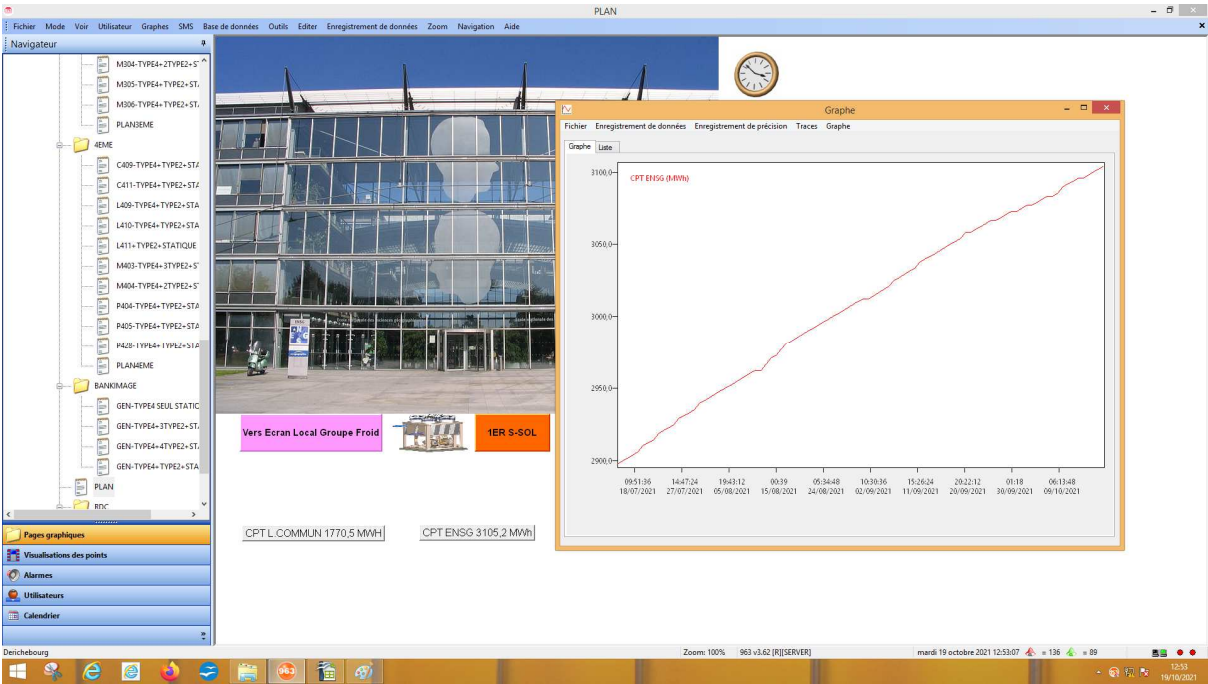 PLAN
Fichier Mode Voir Utilisateur Graphes SMS Base de données Outils Editer Enregistrement de données Zoom Navigation Aide
Navigateur
M304-TYPE4+2TYPE2+S
M305-TYPE4+TYPE2+ST
M306-TYPE4+TYPE2+ST
PLAN3EME
4EME
C409-TYPE4+TYPE2+STA
C411-TYPE4+TYPE2+STA
L409-TYPE4+TYPE2+STA
L410-TYPE4+TYPE2+STA
L411+TYPE2+STATIQUE
M403-TYPE4+3TYPE2+S
M404-TYPE4+2TYPE2+S
P404-TYPE4+TYPE2+STA
P405-TYPE4+TYPE2+STA
P428-TYPE4+TYPE2+STA
PLAN4EME
BANKIMAGE
GEN-TYPE4 SEUL STATIC
GEN-TYPE4+3TYPE2+ST
GEN-TYPE4+4TYPE2+ST
GEN-TYPE4+TYPE2+STA
PLAN
RDC
Pages graphiques
Visualisations des points
Alarmes
Utilisateurs
Calendrier
Vers Ecran Local Groupe Froid
1ER S-SOL
CPT L.COMMUN 1770,5 MWH
CPT ENSG 3105,2 MWh
Graphe
Fichier Enregistrement de données Enregistrement de précision Traces Graphe
Graphe Liste
CPT ENSG (MWh)
3100,0
3050,0
3000,0
2950,0
2900,0
09:51:36 14:47:24 19:43:12 00:39 05:34:48 10:30:36 15:26:24 20:22:12 01:18 06:13:48
18/07/2021 27/07/2021 05/08/2021 15/08/2021 24/08/2021 02/09/2021 11/09/2021 20/09/2021 30/09/2021 09/10/2021
Derichebourg
Zoom: 100% 963 v3.62 [R][SERVER] mardi 19 octobre 2021 12:53:07 = 136 = 89
963
12:53
19/10/2021